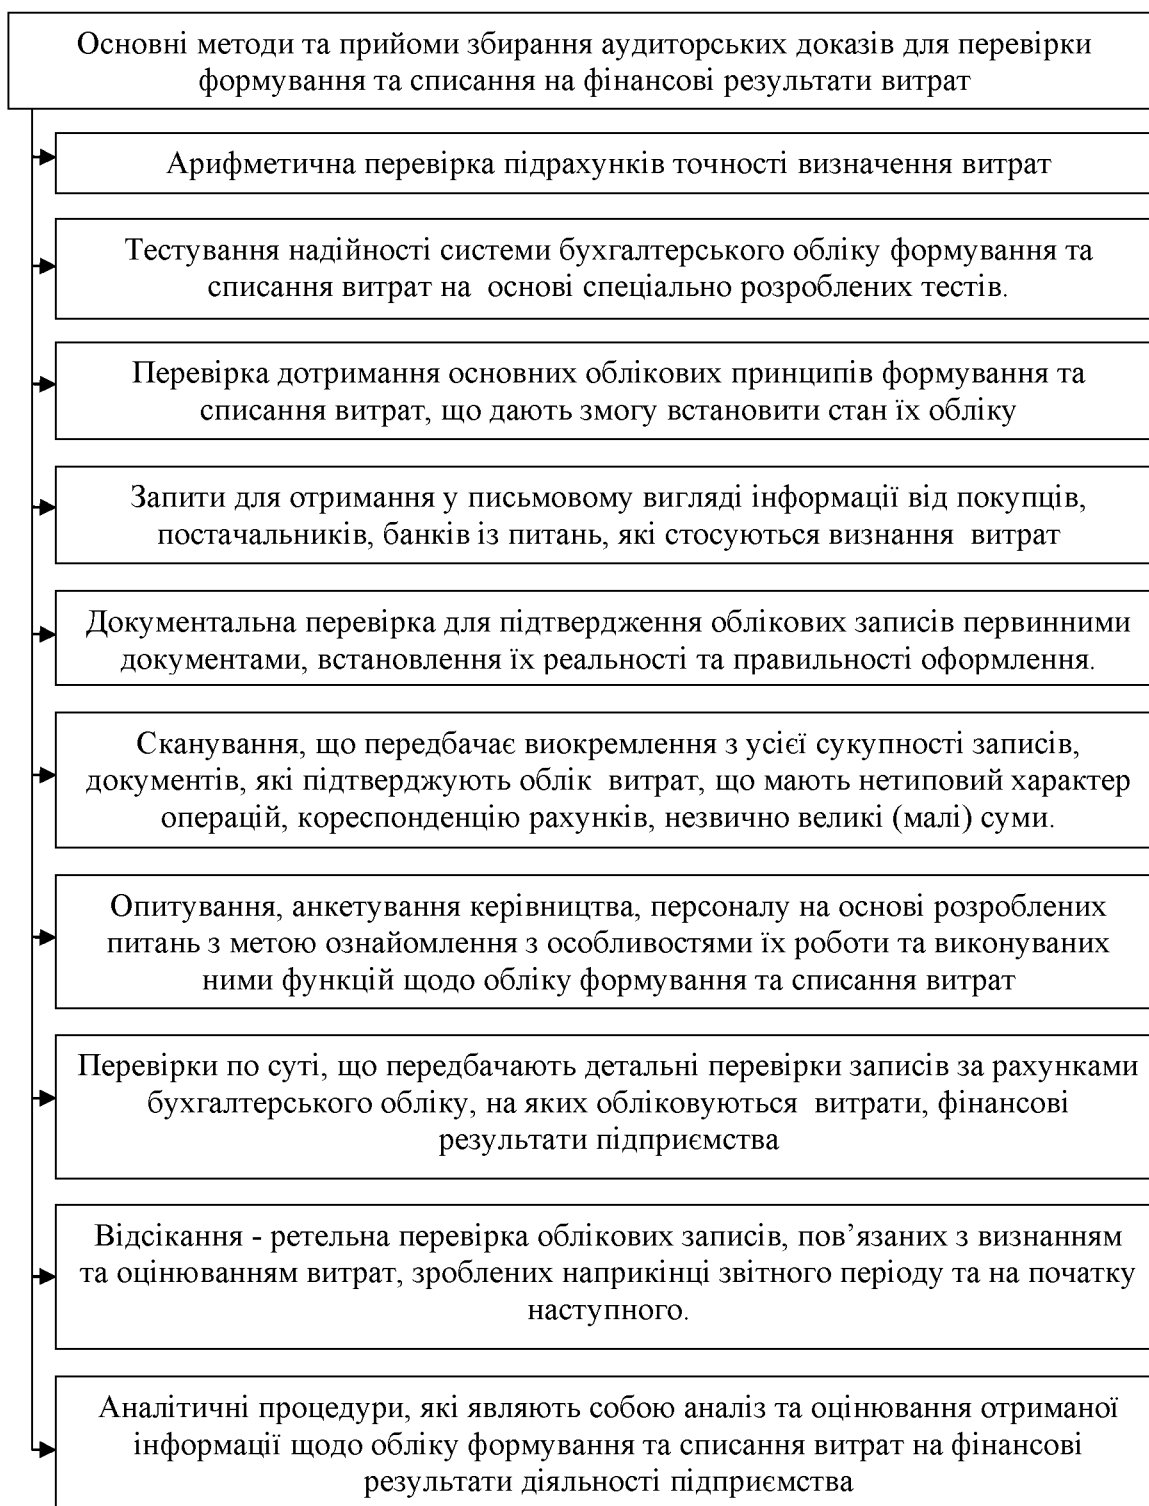 Основні методи та прийоми збирання аудиторських доказів для перевірки
формування та списання на фінансові результати витрат
Арифметична перевірка підрахунків точності визначення витрат
Тестування надійності системи бухгалтерського обліку формування та
списання витрат на основі спеціально розроблених тестів.
Перевірка дотримання основних облікових принципів формування та
списання витрат, що дають змогу встановити стан їх обліку
Запити для отримання у письмовому вигляді інформації від покупців,
постачальників, банків із питань, які стосуються визнання витрат
Документальна перевірка для підтвердження облікових записів первинними
документами, встановлення їх реальності та правильності оформлення.
Сканування, що передбачає виокремлення з усієї сукупності записів,
документів, які підтверджують облік витрат, що мають нетиповий характер
операцій, кореспонденцію рахунків, незвично великі (малі) суми.
Опитування, анкетування керівництва, персоналу на основі розроблених
питань з метою ознайомлення з особливостями їх роботи та виконуваних
ними функцій щодо обліку формування та списання витрат
Перевірки по суті, що передбачають детальні перевірки записів за рахунками
бухгалтерського обліку, на яких обліковуються витрати, фінансові
результати підприємства
Відсікання - ретельна перевірка облікових записів, пов’язаних з визнанням
та оцінюванням витрат, зроблених наприкінці звітного періоду та на початку
наступного.
Аналітичні процедури, які являють собою аналіз та оцінювання отриманої
інформації щодо обліку формування та списання витрат на фінансові
результати діяльності підприємства